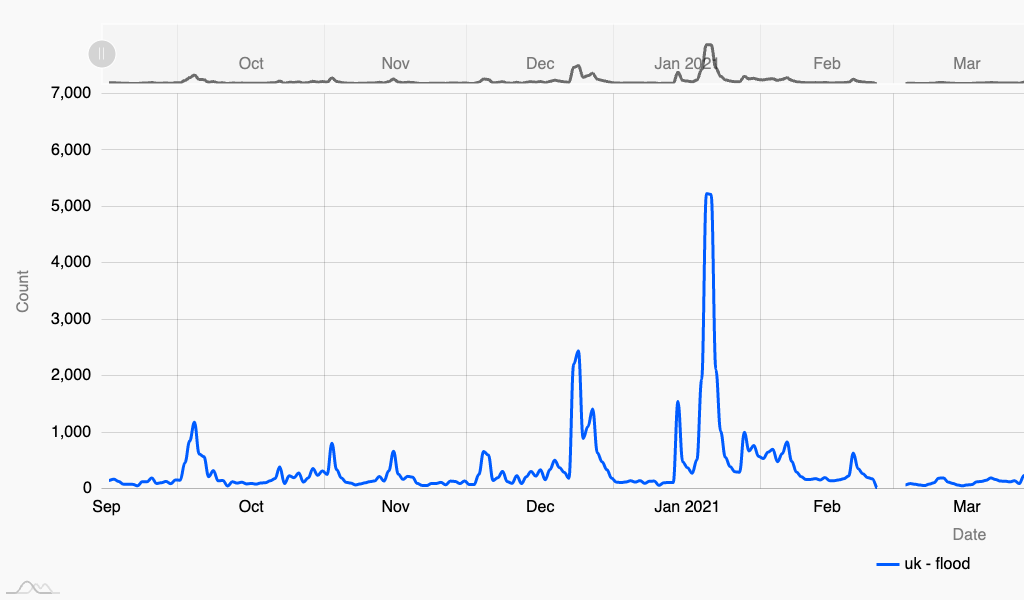 Oct Nov Dec Jan 2021 Feb Mar
7,000
6,000
5,000
4,000
3,000
2,000
1,000
0
Count
Sep Oct Nov Dec Jan 2021 Feb Mar
Date
uk - flood